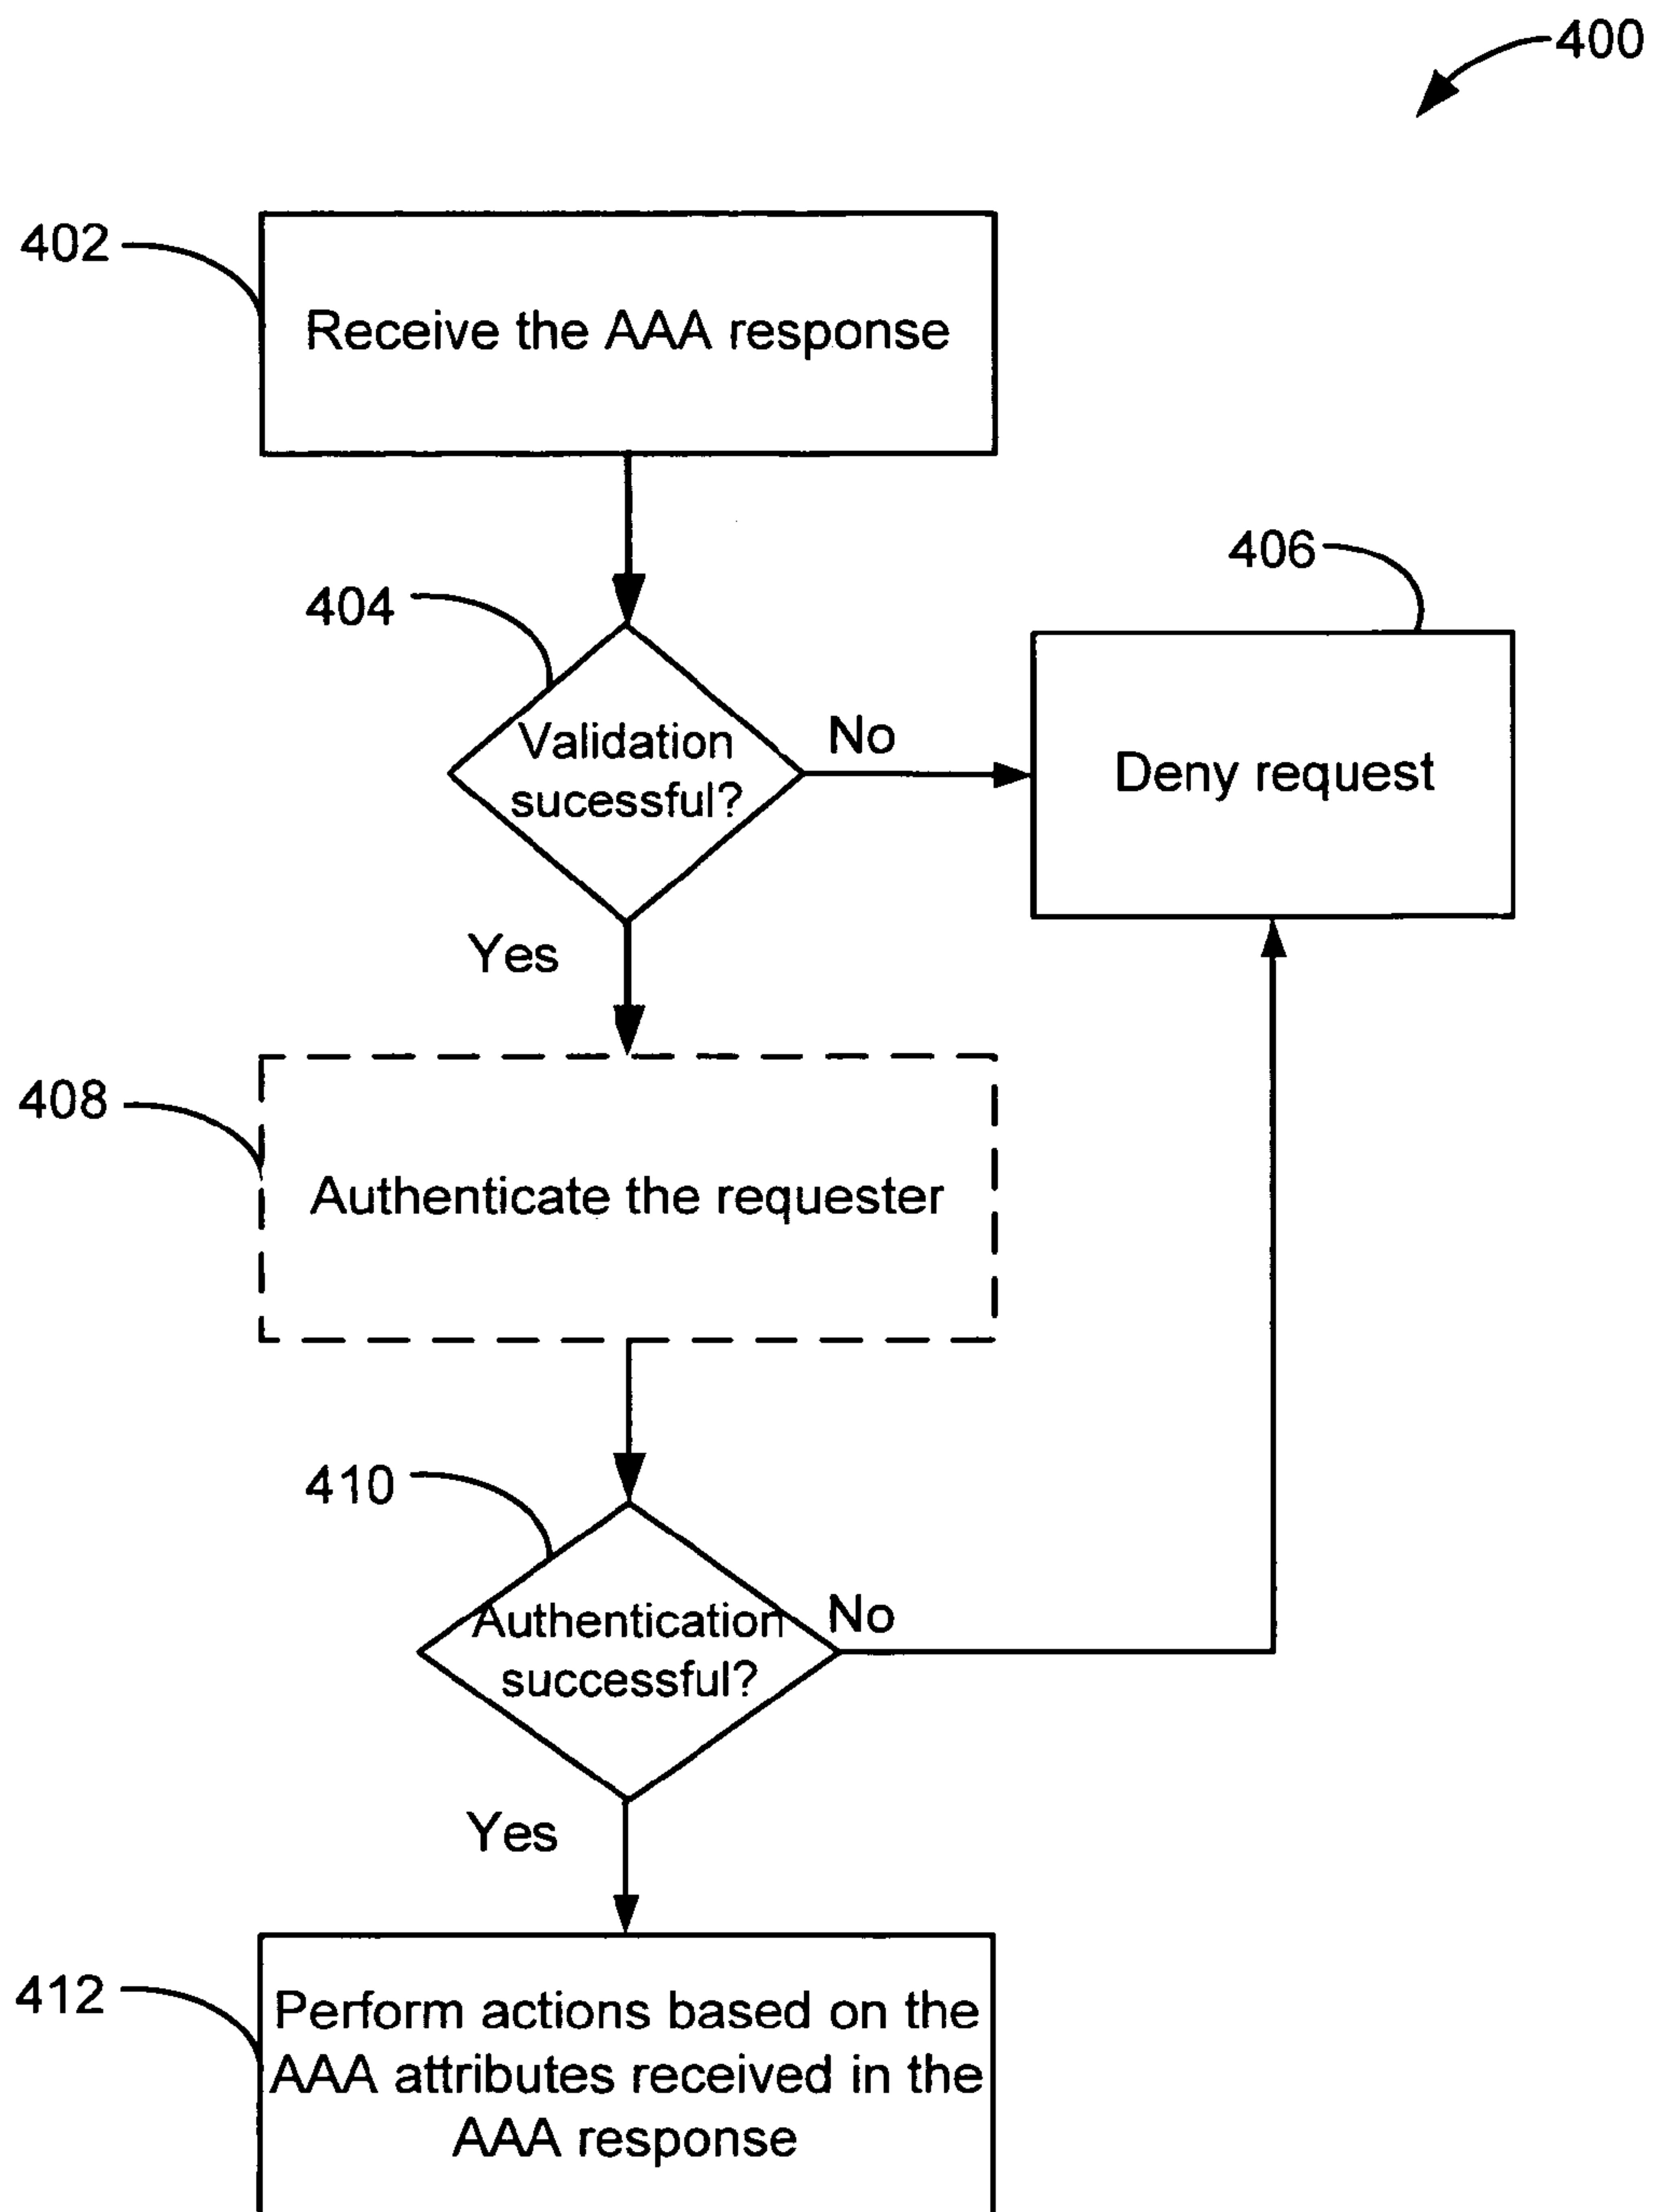 400
402
Receive the AAA response
406
404
Validation
sucessful?
No
Deny request
Yes
408
Authenticate the requester
410
Authentication
successful?
No
Yes
412
Perform actions based on the
AAA attributes received in the
AAA response